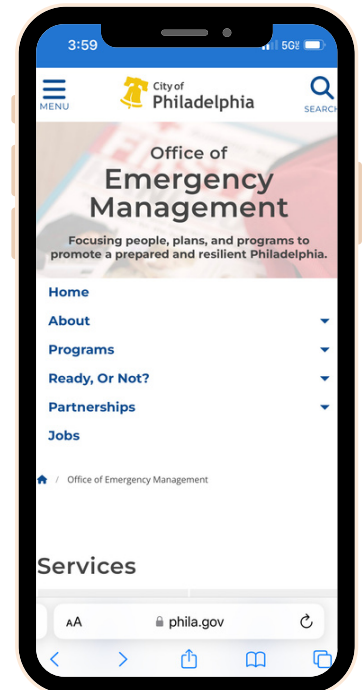 3:59
5G
MENU
City of
Philadelphia
SEARCH
Office of
Emergency
Management
Focusing people, plans, and programs to
promote a prepared and resilient Philadelphia.
Home
About
Programs
Ready, Or Not?
Partnerships
Jobs
/ Office of Emergency Management
Services
AA
phila.gov